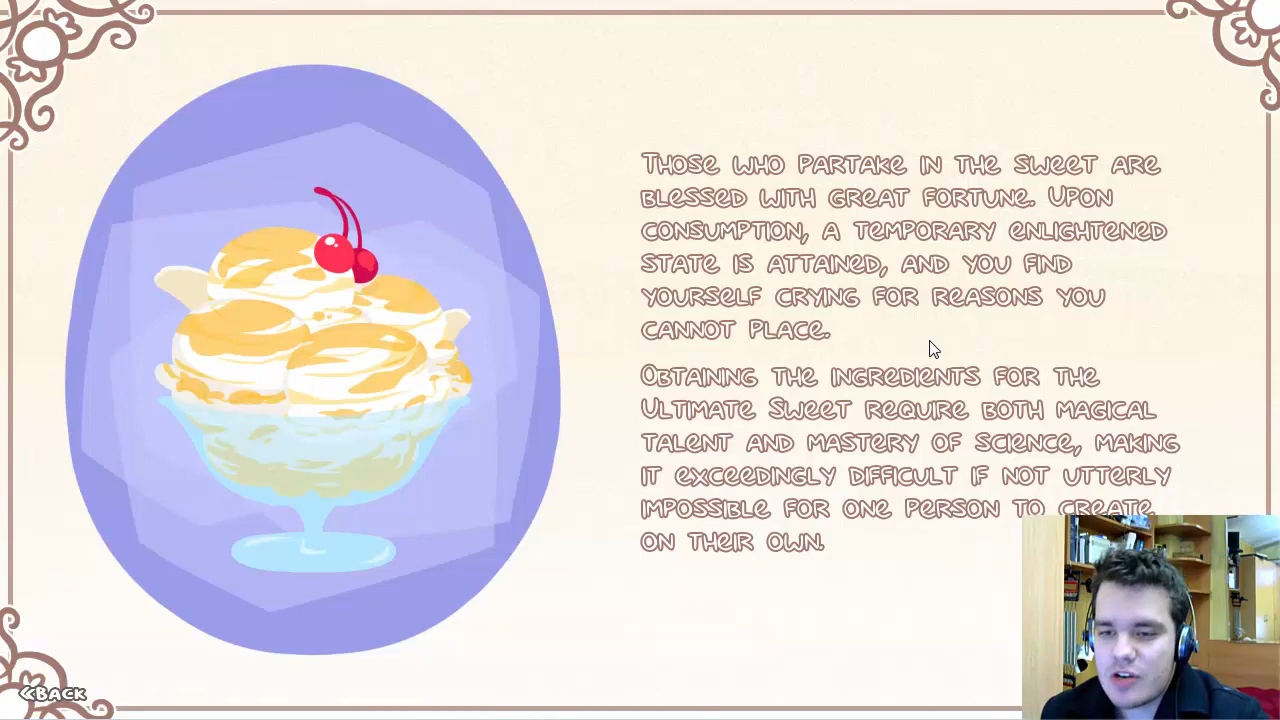 Those who partake in the sweet are
blessed with great fortune. Upon
consumption, a temporary enlightened
state is attained, and you find
yourself crying for reasons you
cannot place.
Obtaining the ingredients for the
Ultimate Sweet require both magical
talent and mastery of science, making
it exceedingly difficult if not utterly
impossible for one person to create
on their own.
«Back